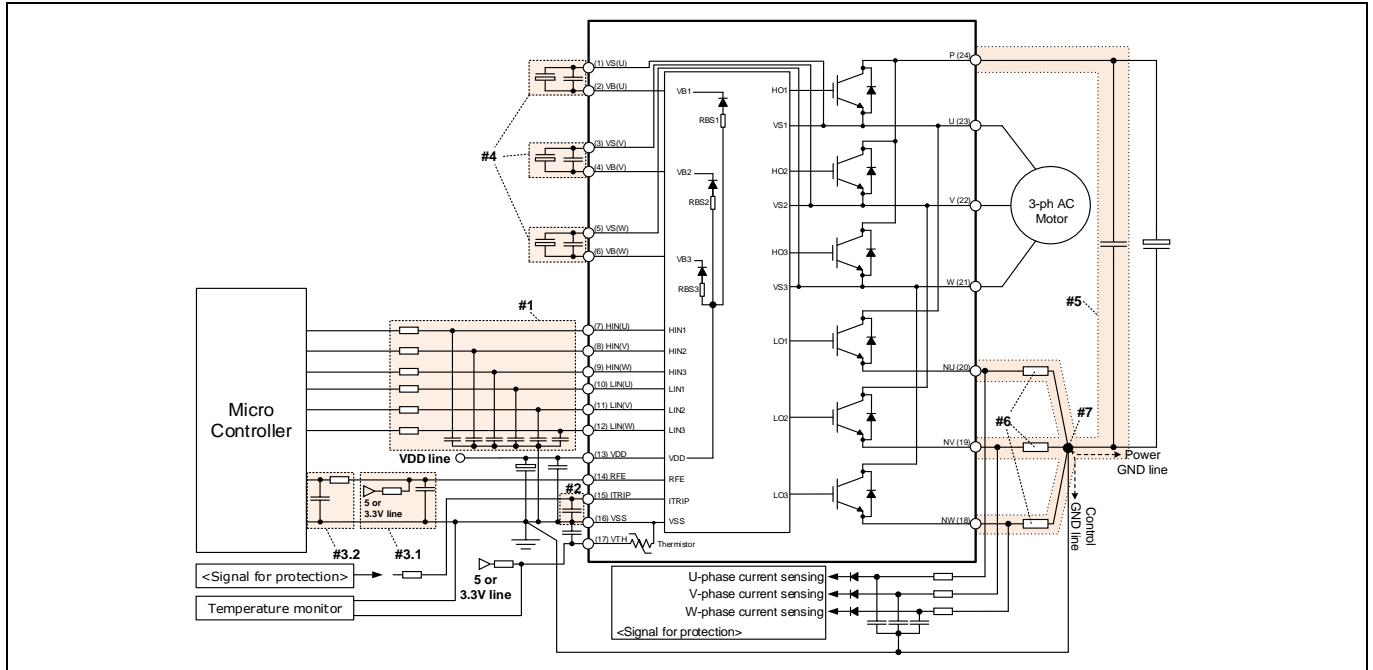 P (24)
(1) VS(U)
(2) VB(U)
VB1
HO1
RBS1
VS1
U (23)
#4
(3) VS(V)
(4) VB(V)
VB2
HO2
RBS2
VS2
V (22)
3-ph AC
Motor
(5) VS(W)
(6) VB(W)
VB3
HO3
RBS3
VS3
W (21)
#5
#1
Micro
Controller
(7) HIN(U)
HIN1
(8) HIN(V)
HIN2
(9) HIN(W)
HIN3
(10) LIN(U)
LIN1
(11) LIN(V)
LIN2
(12) LIN(W)
LIN3
LO1
NU (20)
LO2
#6
#7
NV (19)
Power
GND line
VDD line
(13) VDD
VDD
(14) RFE
RFE
#2
(15) ITRIP
ITRIP
LO3
(16) VSS
VSS
NW (18)
Control
GND line
5 or
3.3V line
#3.2
#3.1
(17) VTH
Thermistor
5 or
3.3V line
<Signal for protection>
Temperature monitor
U-phase current sensing
V-phase current sensing
W-phase current sensing
<Signal for protection>